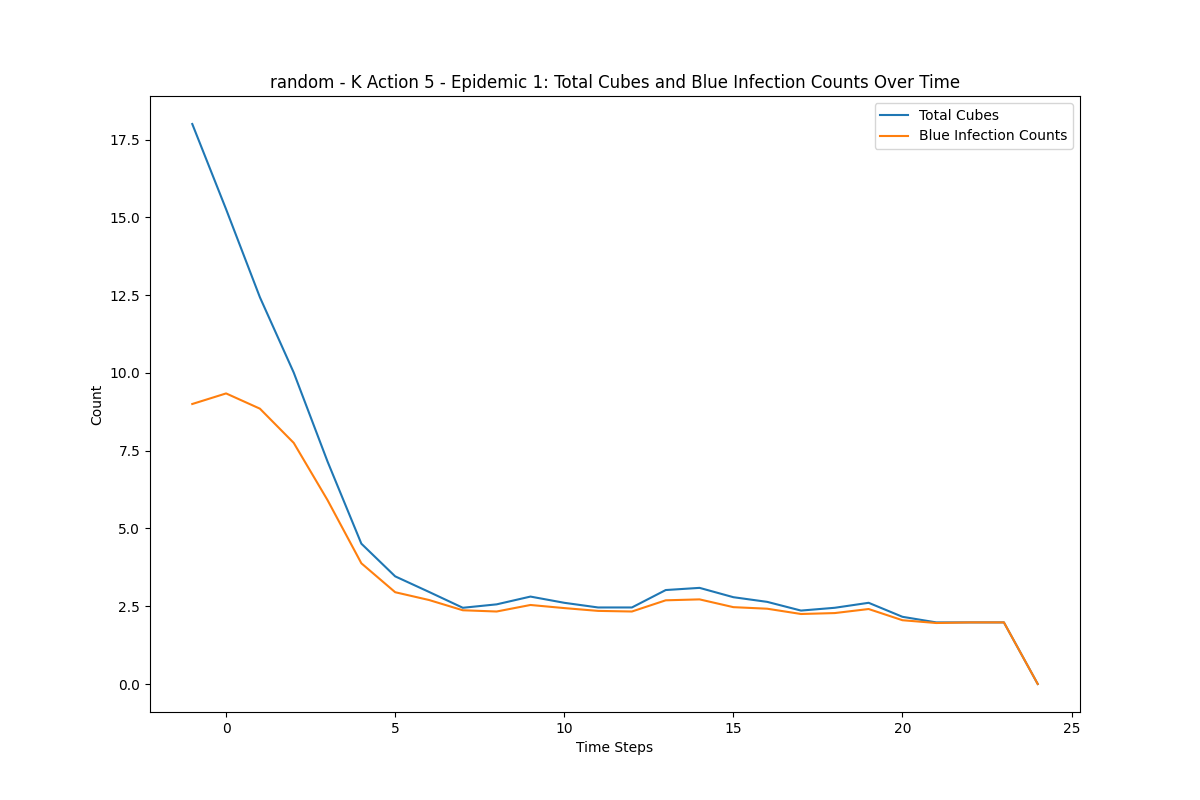 random - K Action 5 - Epidemic 1: Total Cubes and Blue Infection Counts Over Time
Total Cubes
Blue Infection Counts
17.5
15.0
12.5
10.0
7.5
5.0
2.5
0.0
Count
0 5 10 15 20 25
Time Steps